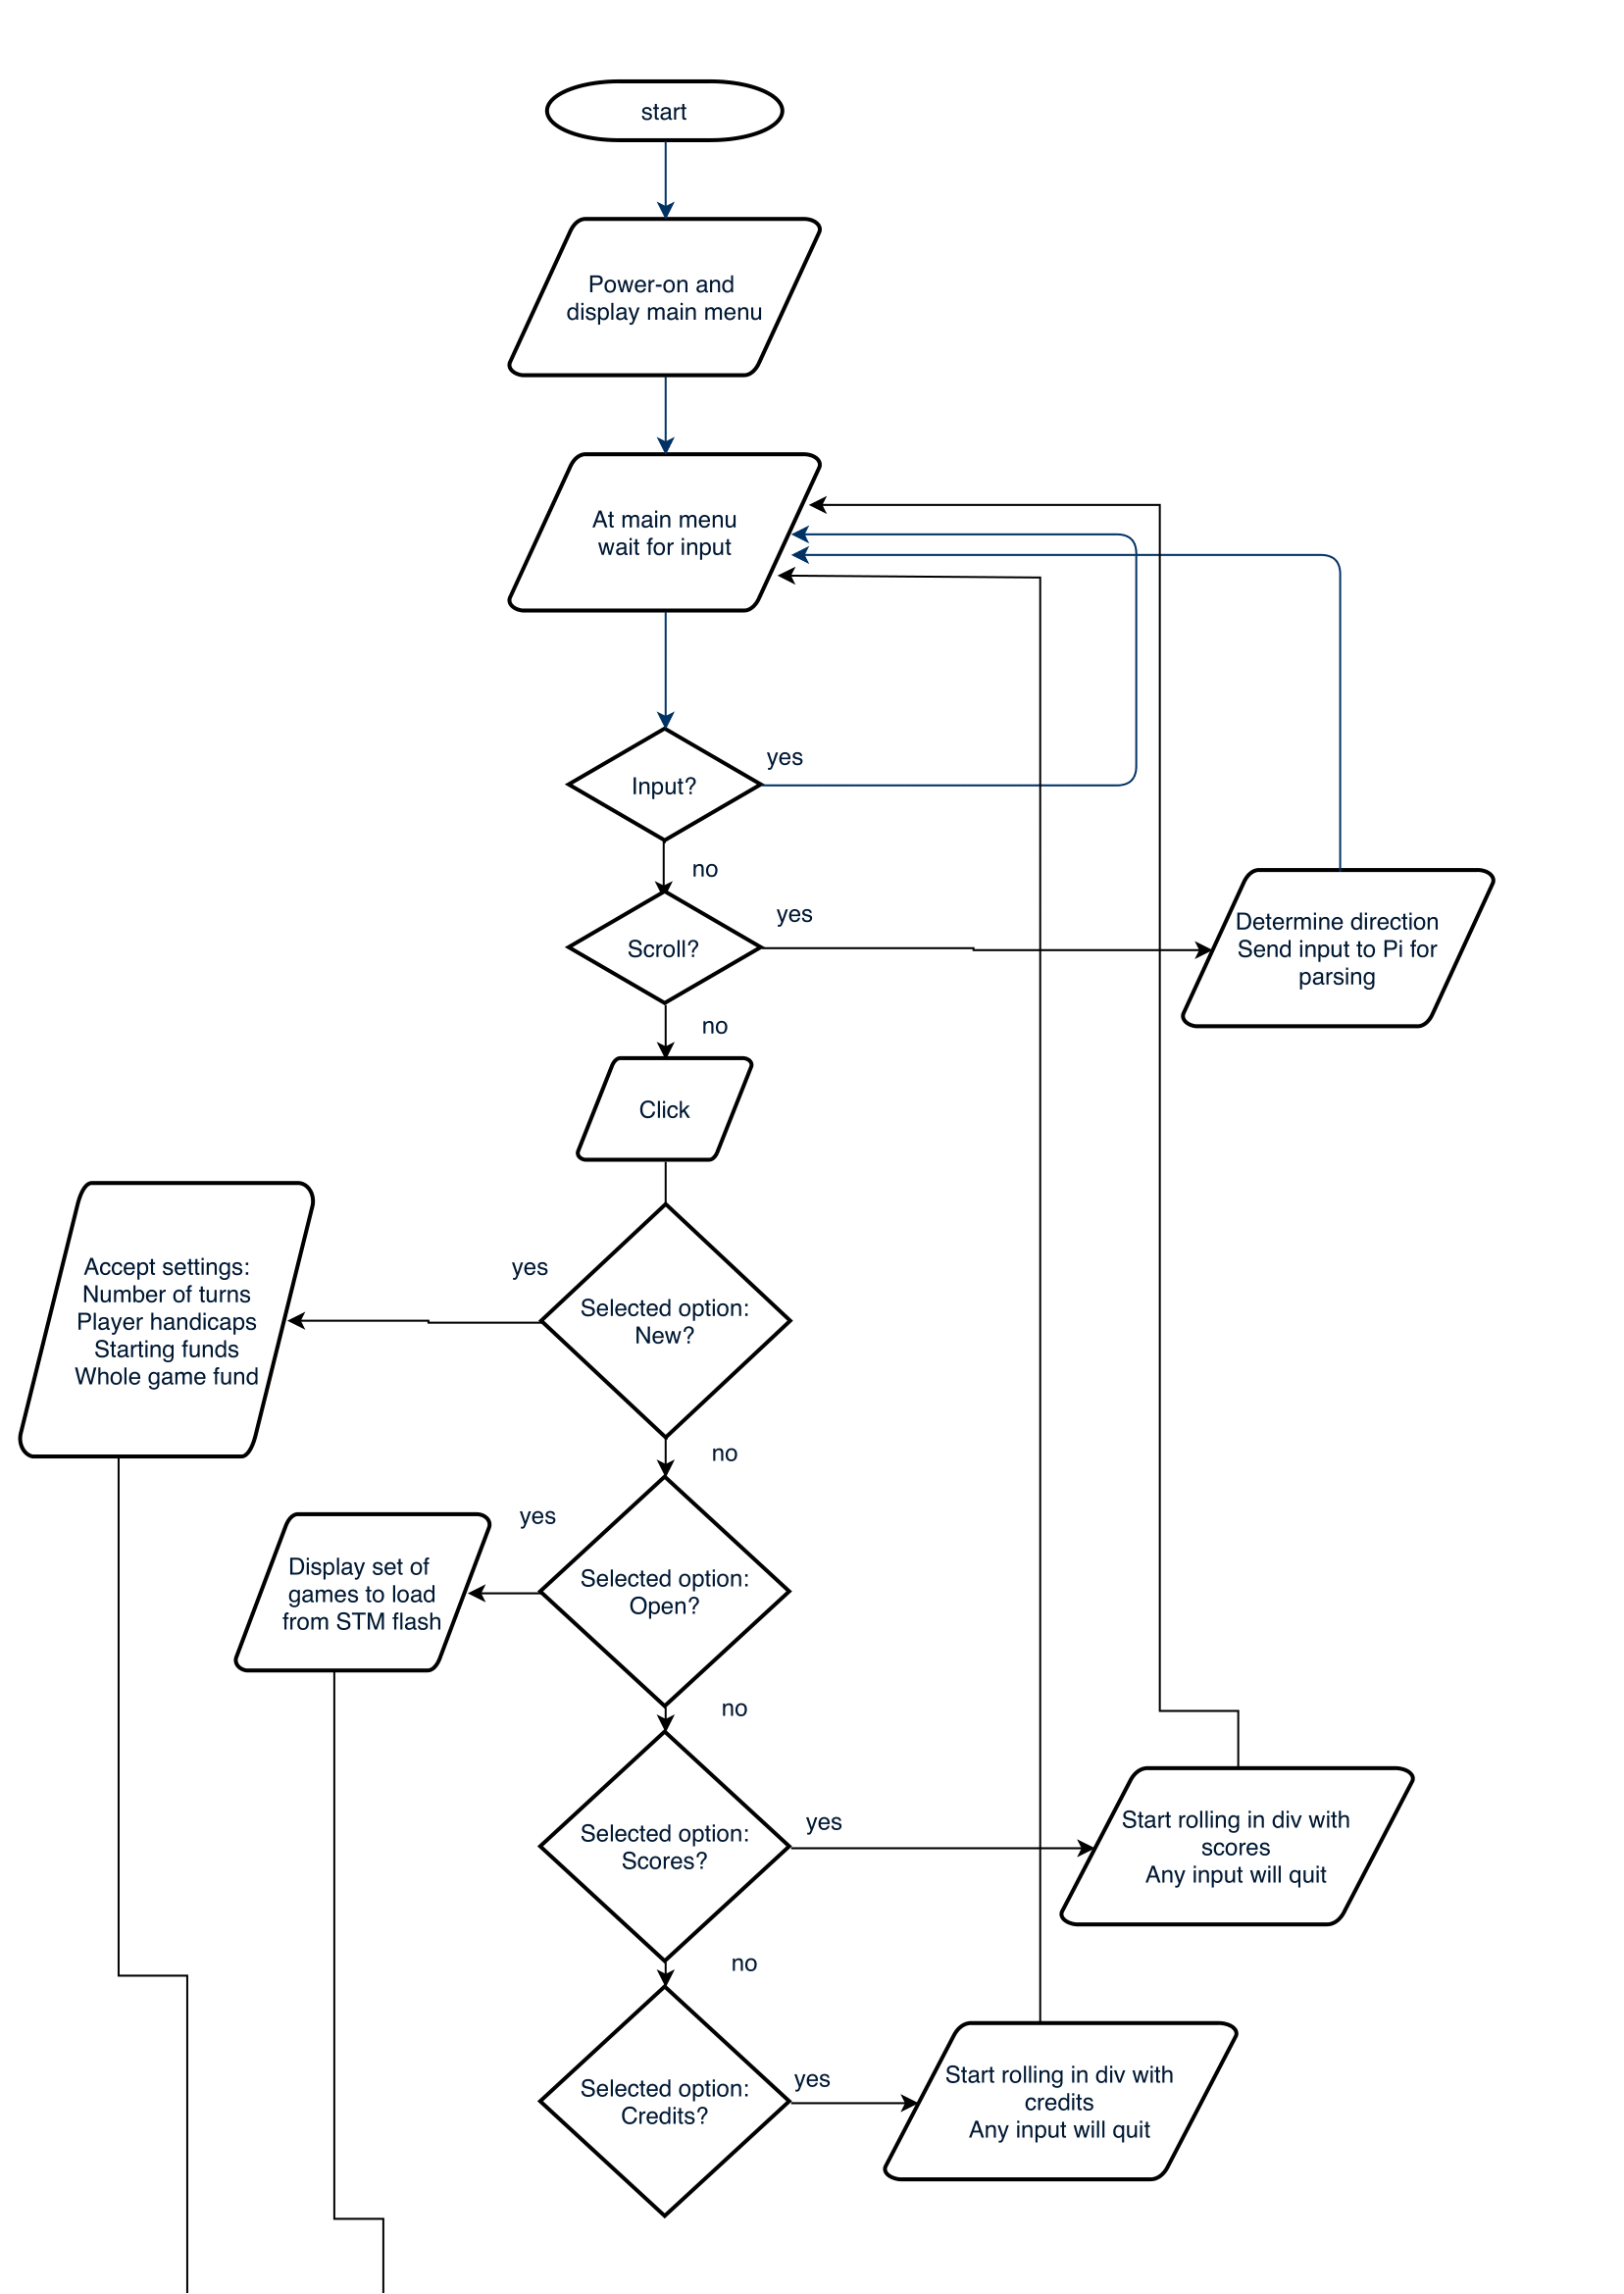 start
Power-on and
display main menu
At main menu
wait for input
yes
Input?
no
yes
Scroll?
Determine direction
Send input to Pi for
parsing
no
Click
yes
Accept settings:
Number of turns
Player handicaps
Starting funds
Whole game fund
Selected option:
New?
no
yes
Display set of
games to load
from STM flash
Selected option:
Open?
no
yes
Selected option:
Scores?
Start rolling in div with
scores
Any input will quit
no
yes
Selected option:
Credits?
Start rolling in div with
credits
Any input will quit